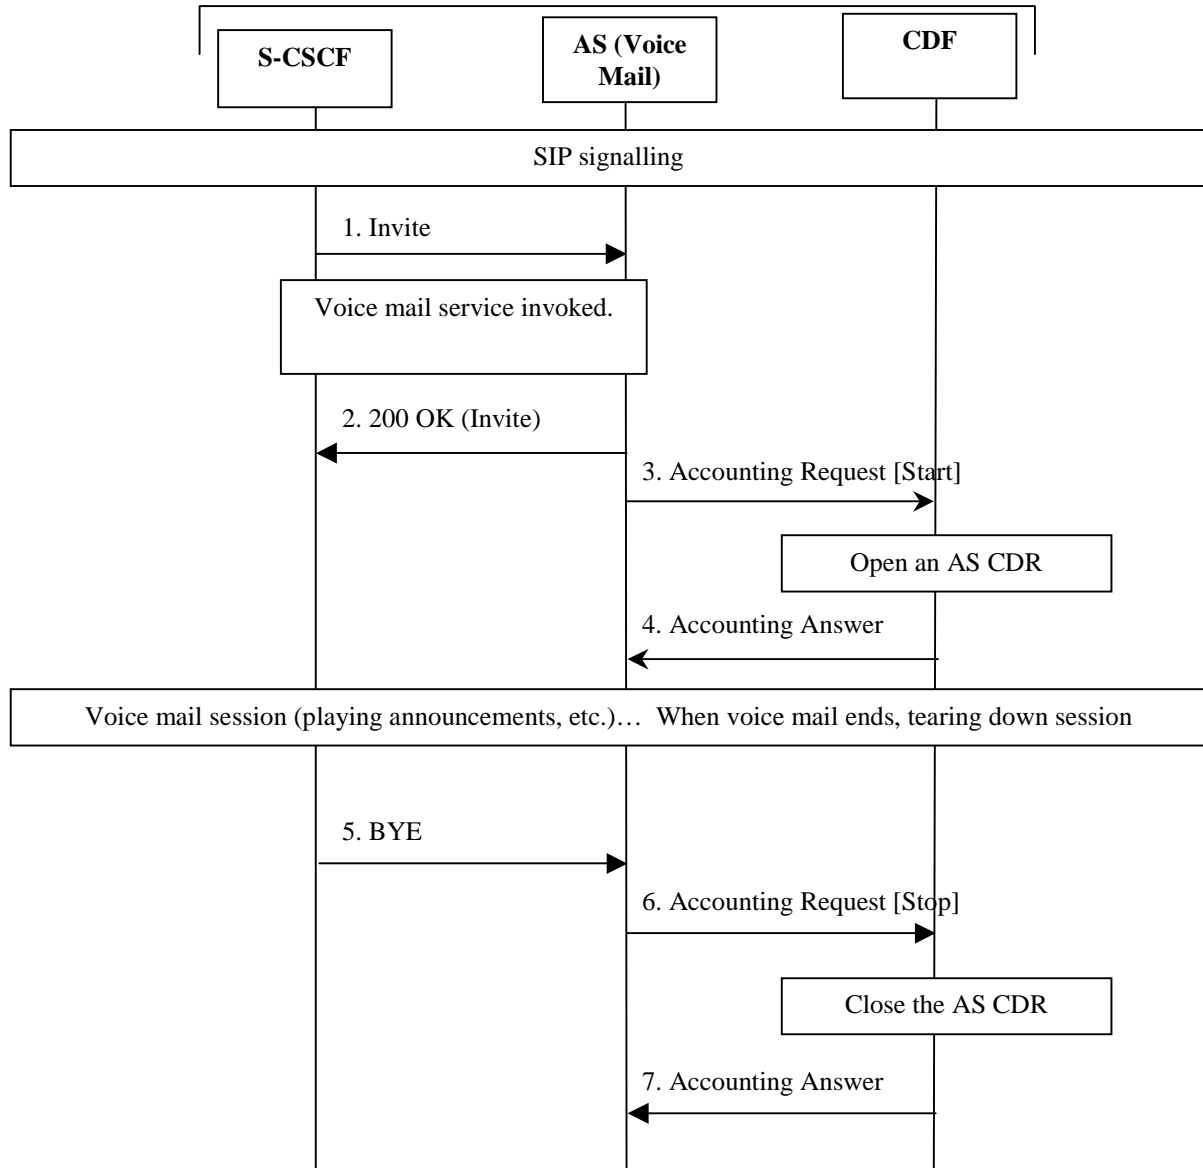 S-CSCF
AS (Voice
Mail)
CDF
SIP signalling
1. Invite
Voice mail service invoked.
2. 200 OK (Invite)
3. Accounting Request [Start]
Open an AS CDR
4. Accounting Answer
Voice mail session (playing announcements, etc.)… When voice mail ends, tearing down session
5. BYE
6. Accounting Request [Stop]
Close the AS CDR
7. Accounting Answer